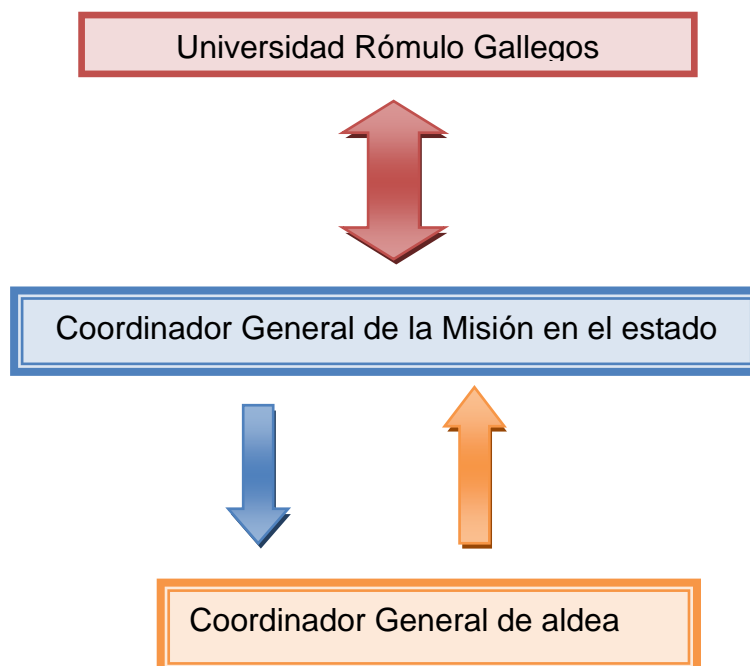 Universidad Rómulo Gallegos
Coordinador General de la Misión en el estado
Coordinador General de aldea